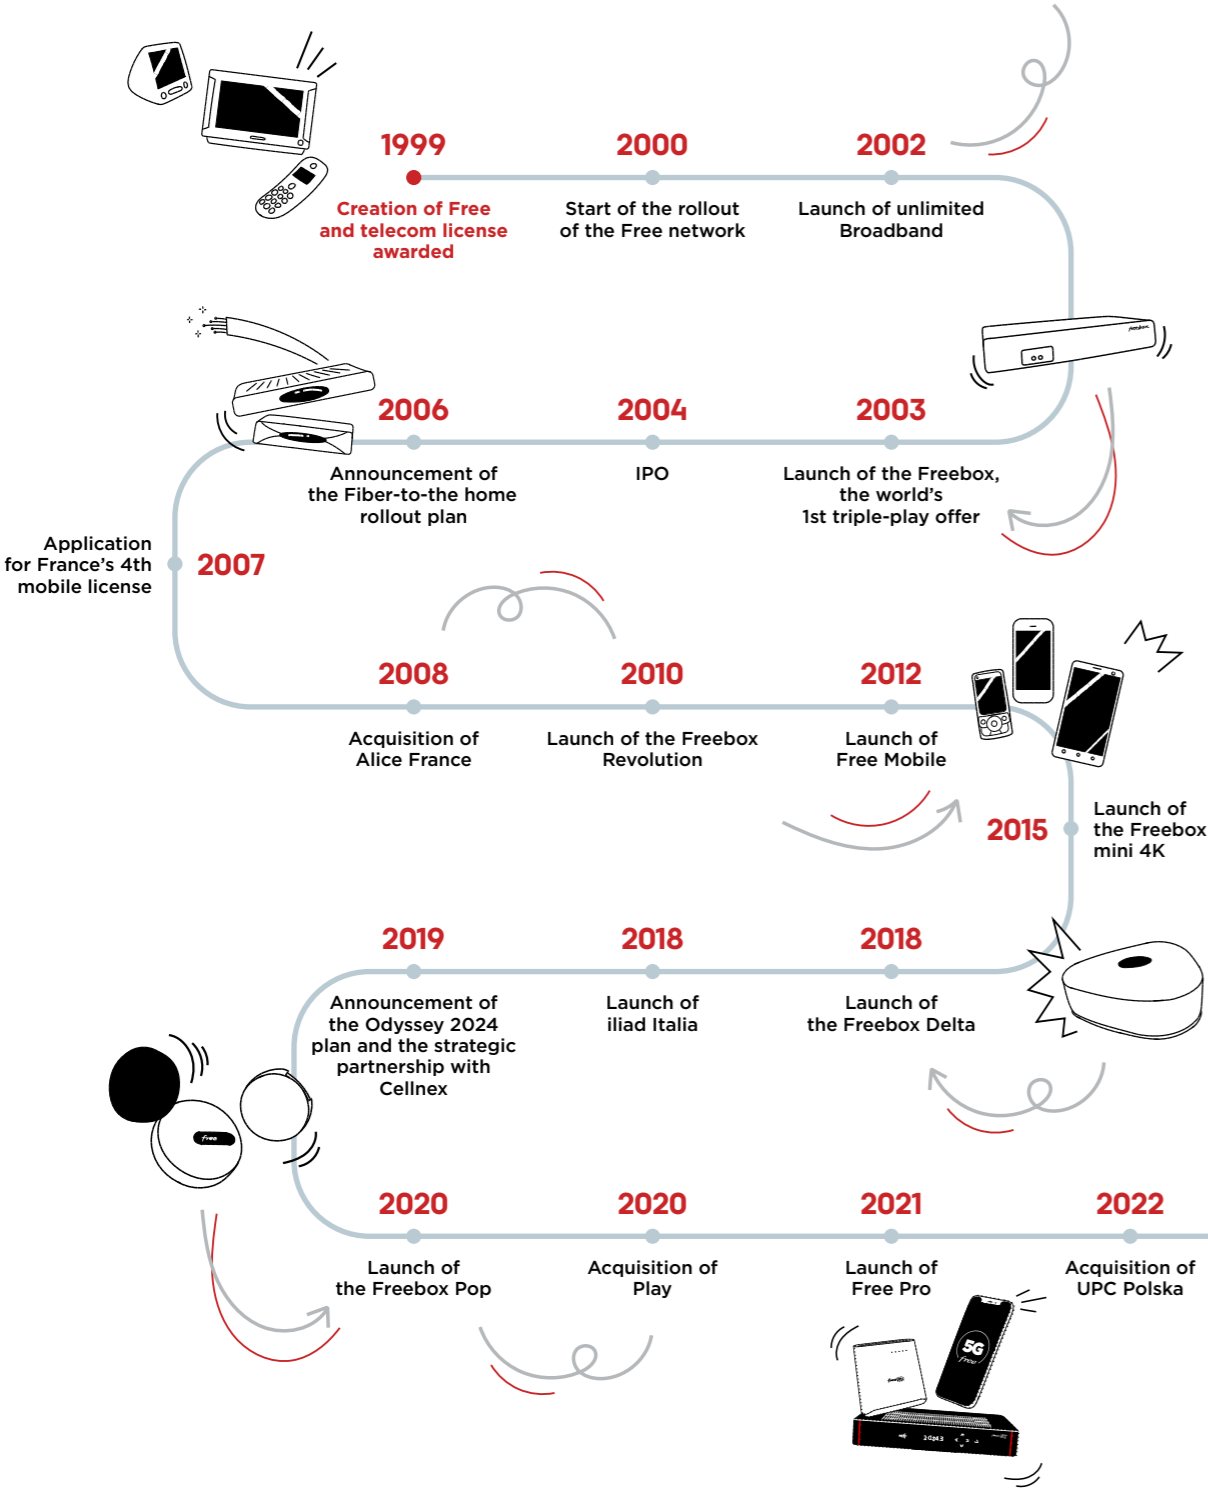 1999
Creation of Free
and telecom license
awarded
2000
Start of the rollout
of the Free network
2002
Launch of unlimited
Broadband
2003
Launch of the Freebox,
the world's
1st triple-play offer
2004
IPO
2006
Announcement of
the Fiber-to-the home
rollout plan
2007
Application
for France's 4th
mobile license
2008
Acquisition of
Alice France
2010
Launch of the Freebox
Revolution
2012
Launch of
Free Mobile
2015
Launch of
the Freebox
mini 4K
2018
Launch of
the Freebox Delta
2018
Launch of
iliad Italia
2019
Announcement of
the Odyssey 2024
plan and the strategic
partnership with
Cellnex
free
2020
Launch of
the Freebox Pop
2020
Acquisition of
Play
2021
Launch of
Free Pro
2022
Acquisition of
UPC Polska
5G
free